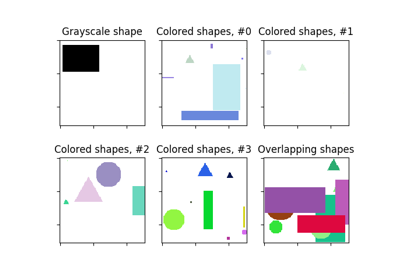 Grayscale shape
Colored shapes, #0
Colored shapes, #1
Colored shapes, #2
Colored shapes, #3
Overlapping shapes